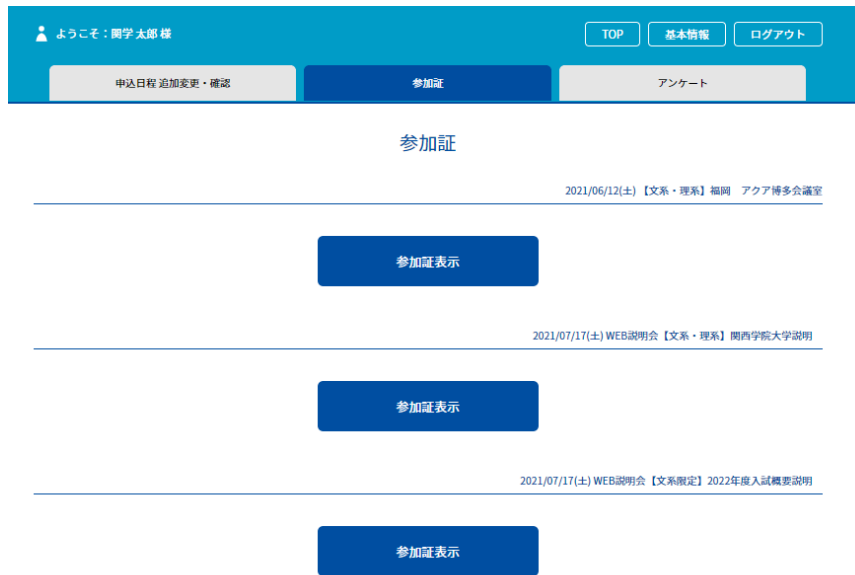 ようこそ：関学 太郎 様
TOP 基本情報 ログアウト
申込日程 追加変更・確認 参加証 アンケート
参加証
2021/06/12(土) 【文系・理系】福岡　アクア博多会議室
参加証表示
2021/07/17(土) WEB説明会【文系・理系】関西学院大学説明
参加証表示
2021/07/17(土) WEB説明会【文系限定】2022年度入試概要説明
参加証表示